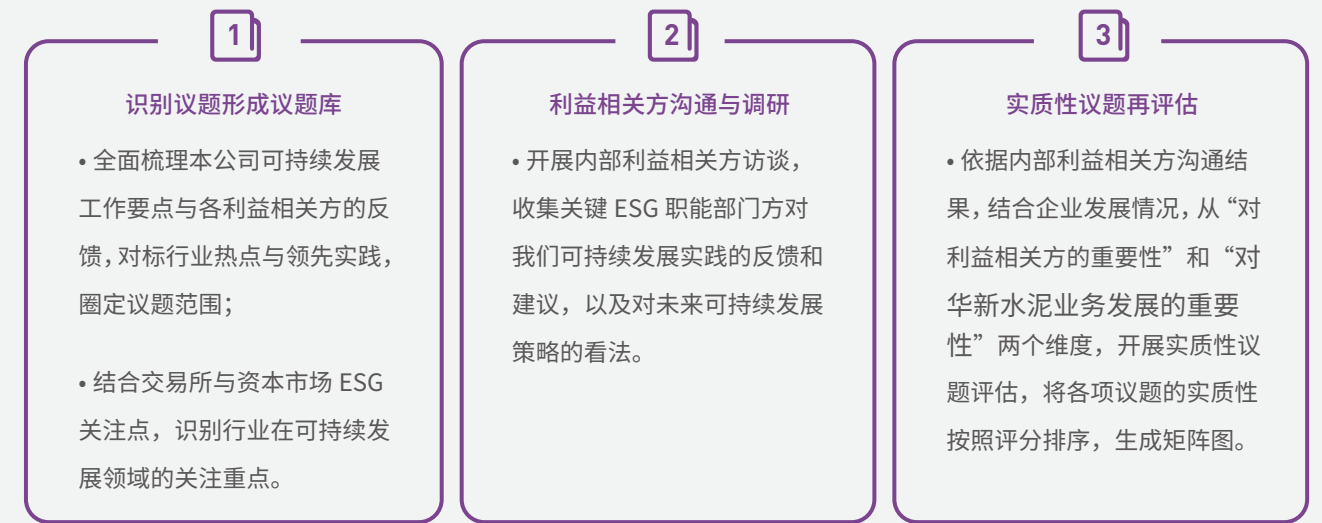 1
识别议题形成议题库
• 全面梳理本公司可持续发展
工作要点与各利益相关方的反
馈，对标行业热点与领先实践，
圈定议题范围；
• 结合交易所与资本市场 ESG
关注点，识别行业在可持续发
展领域的关注重点。
2
利益相关方沟通与调研
• 开展内部利益相关方访谈，
收集关键 ESG 职能部门方对
我们可持续发展实践的反馈和
建议，以及对未来可持续发展
策略的看法。
3
实质性议题再评估
• 依据内部利益相关方沟通结
果，结合企业发展情况，从“对
利益相关方的重要性”和“对
华新水泥业务发展的重要
性”两个维度，开展实质性议
题评估，将各项议题的实质性
按照评分排序，生成矩阵图。